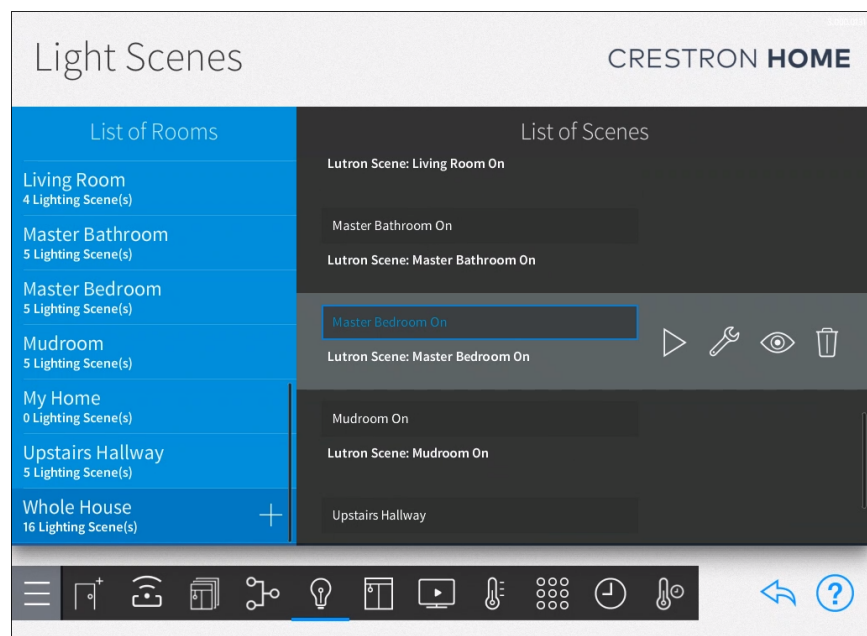 Light Scenes
CRESTRON HOME
List of Rooms
Living Room
4 Lighting Scene(s)
Master Bathroom
5 Lighting Scene(s)
Master Bedroom
5 Lighting Scene(s)
Mudroom
5 Lighting Scene(s)
My Home
0 Lighting Scene(s)
Upstairs Hallway
5 Lighting Scene(s)
Whole House
16 Lighting Scene(s)
List of Scenes
Lutron Scene: Living Room On
Master Bathroom On
Lutron Scene: Master Bathroom On
Master Bedroom On
Lutron Scene: Master Bedroom On
Mudroom On
Lutron Scene: Mudroom On
Upstairs Hallway
?